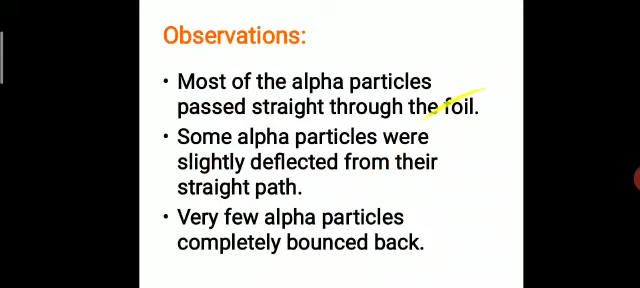 Observations:
• Most of the alpha particles
passed straight through the foil.
• Some alpha particles were
slightly deflected from their
straight path.
• Very few alpha particles
completely bounced back.